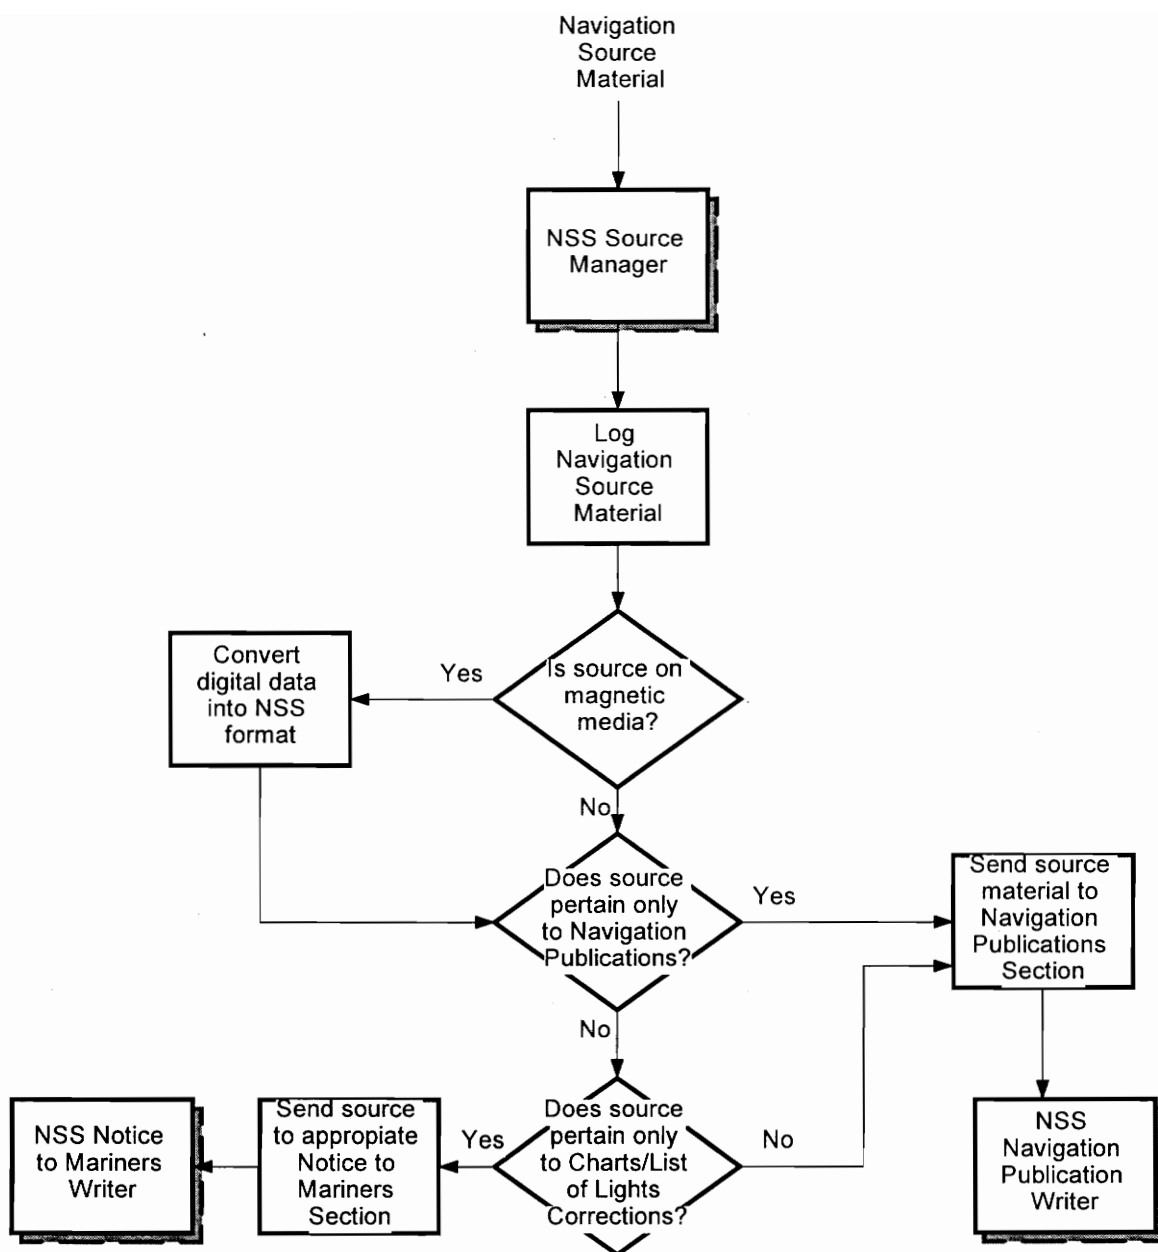 Navigation
Source
Material
NSS Source
Manager
Log
Navigation
Source
Material
Is source on
magnetic
media?
Yes
Convert
digital data
into NSS
format
No
Does source
pertain only
to Navigation
Publications?
Yes
Send source
material to
Navigation
Publications
Section
No
Does source
pertain only
to Charts/List
of Lights
Corrections?
Yes
No
Send source
to appropiate
Notice to
Mariners
Section
NSS Notice
to Mariners
Writer
NSS
Navigation
Publication
Writer